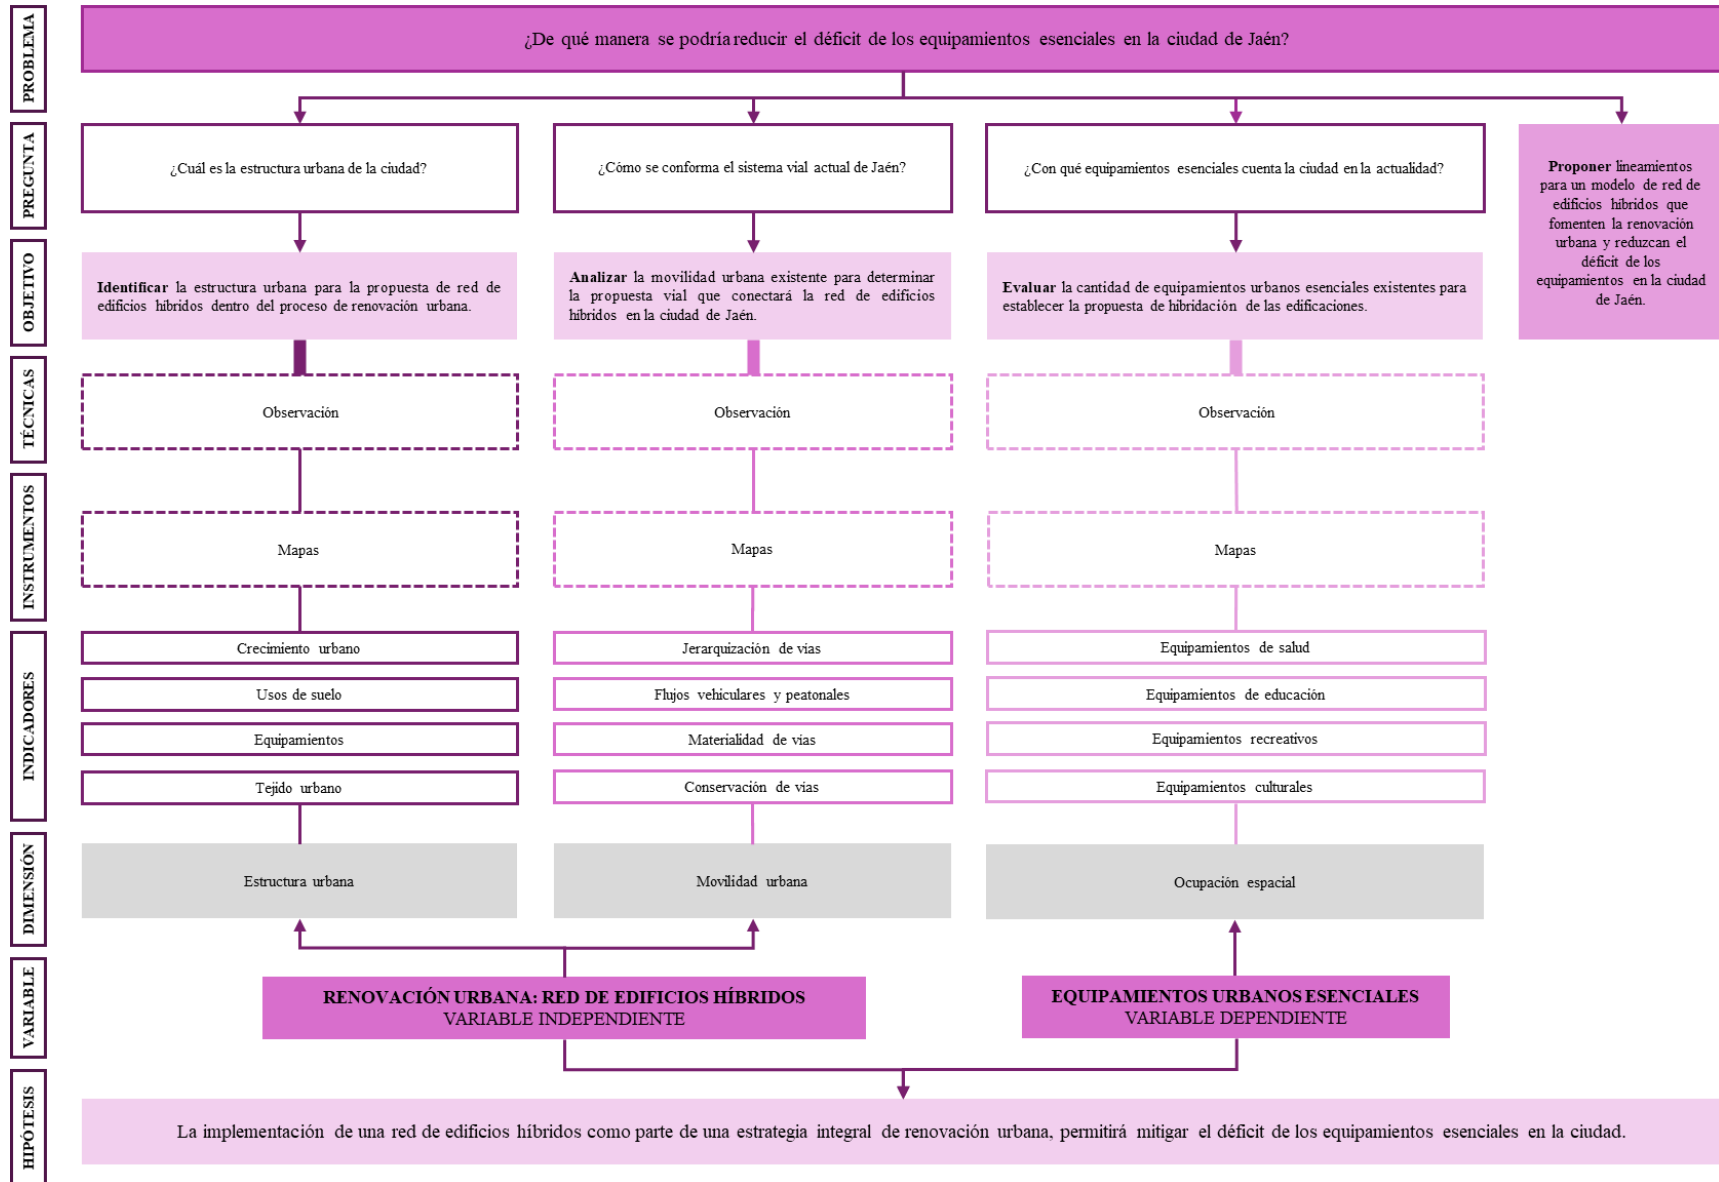 PROBLEMA
¿De qué manera se podría reducir el déficit de los equipamientos esenciales en la ciudad de Jaén?
PREGUNTA
¿Cuál es la estructura urbana de la ciudad?
¿Cómo se conforma el sistema vial actual de Jaén?
¿Con qué equipamientos esenciales cuenta la ciudad en la actualidad?
Proponer lineamientos
para un modelo de red de
edificios híbridos que
fomenten la renovación
urbana y reduzcan el
déficit de los
equipamientos en la ciudad
de Jaén.
OBJETIVO
Identificar la estructura urbana para la propuesta de red de
edificios híbridos dentro del proceso de renovación urbana.
Analizar la movilidad urbana existente para determinar
la propuesta vial que conectará la red de edificios
híbridos en la ciudad de Jaén.
Evaluar la cantidad de equipamientos urbanos esenciales existentes para
establecer la propuesta de hibridación de las edificaciones.
TÉCNICAS
Observación
Observación
Observación
INSTRUMENTOS
Mapas
Mapas
Mapas
INDICADORES
Crecimiento urbano
Jerarquización de vías
Equipamientos de salud
Usos de suelo
Flujos vehículares y peatonales
Equipamientos de educación
Equipamientos
Materialidad de vías
Equipamientos recreativos
Tejido urbano
Conservación de vías
Equipamientos culturales
DIMENSIÓN
Estructura urbana
Movilidad urbana
Ocupación espacial
VARIABLE
RENOVACIÓN URBANA: RED DE EDIFICIOS HÍBRIDOS
VARIABLE INDEPENDIENTE
EQUIPAMIENTOS URBANOS ESENCIALES
VARIABLE DEPENDIENTE
HIPÓTESIS
La implementación de una red de edificios híbridos como parte de una estrategia integral de renovación urbana, permitirá mitigar el déficit de los equipamientos esenciales en la ciudad.